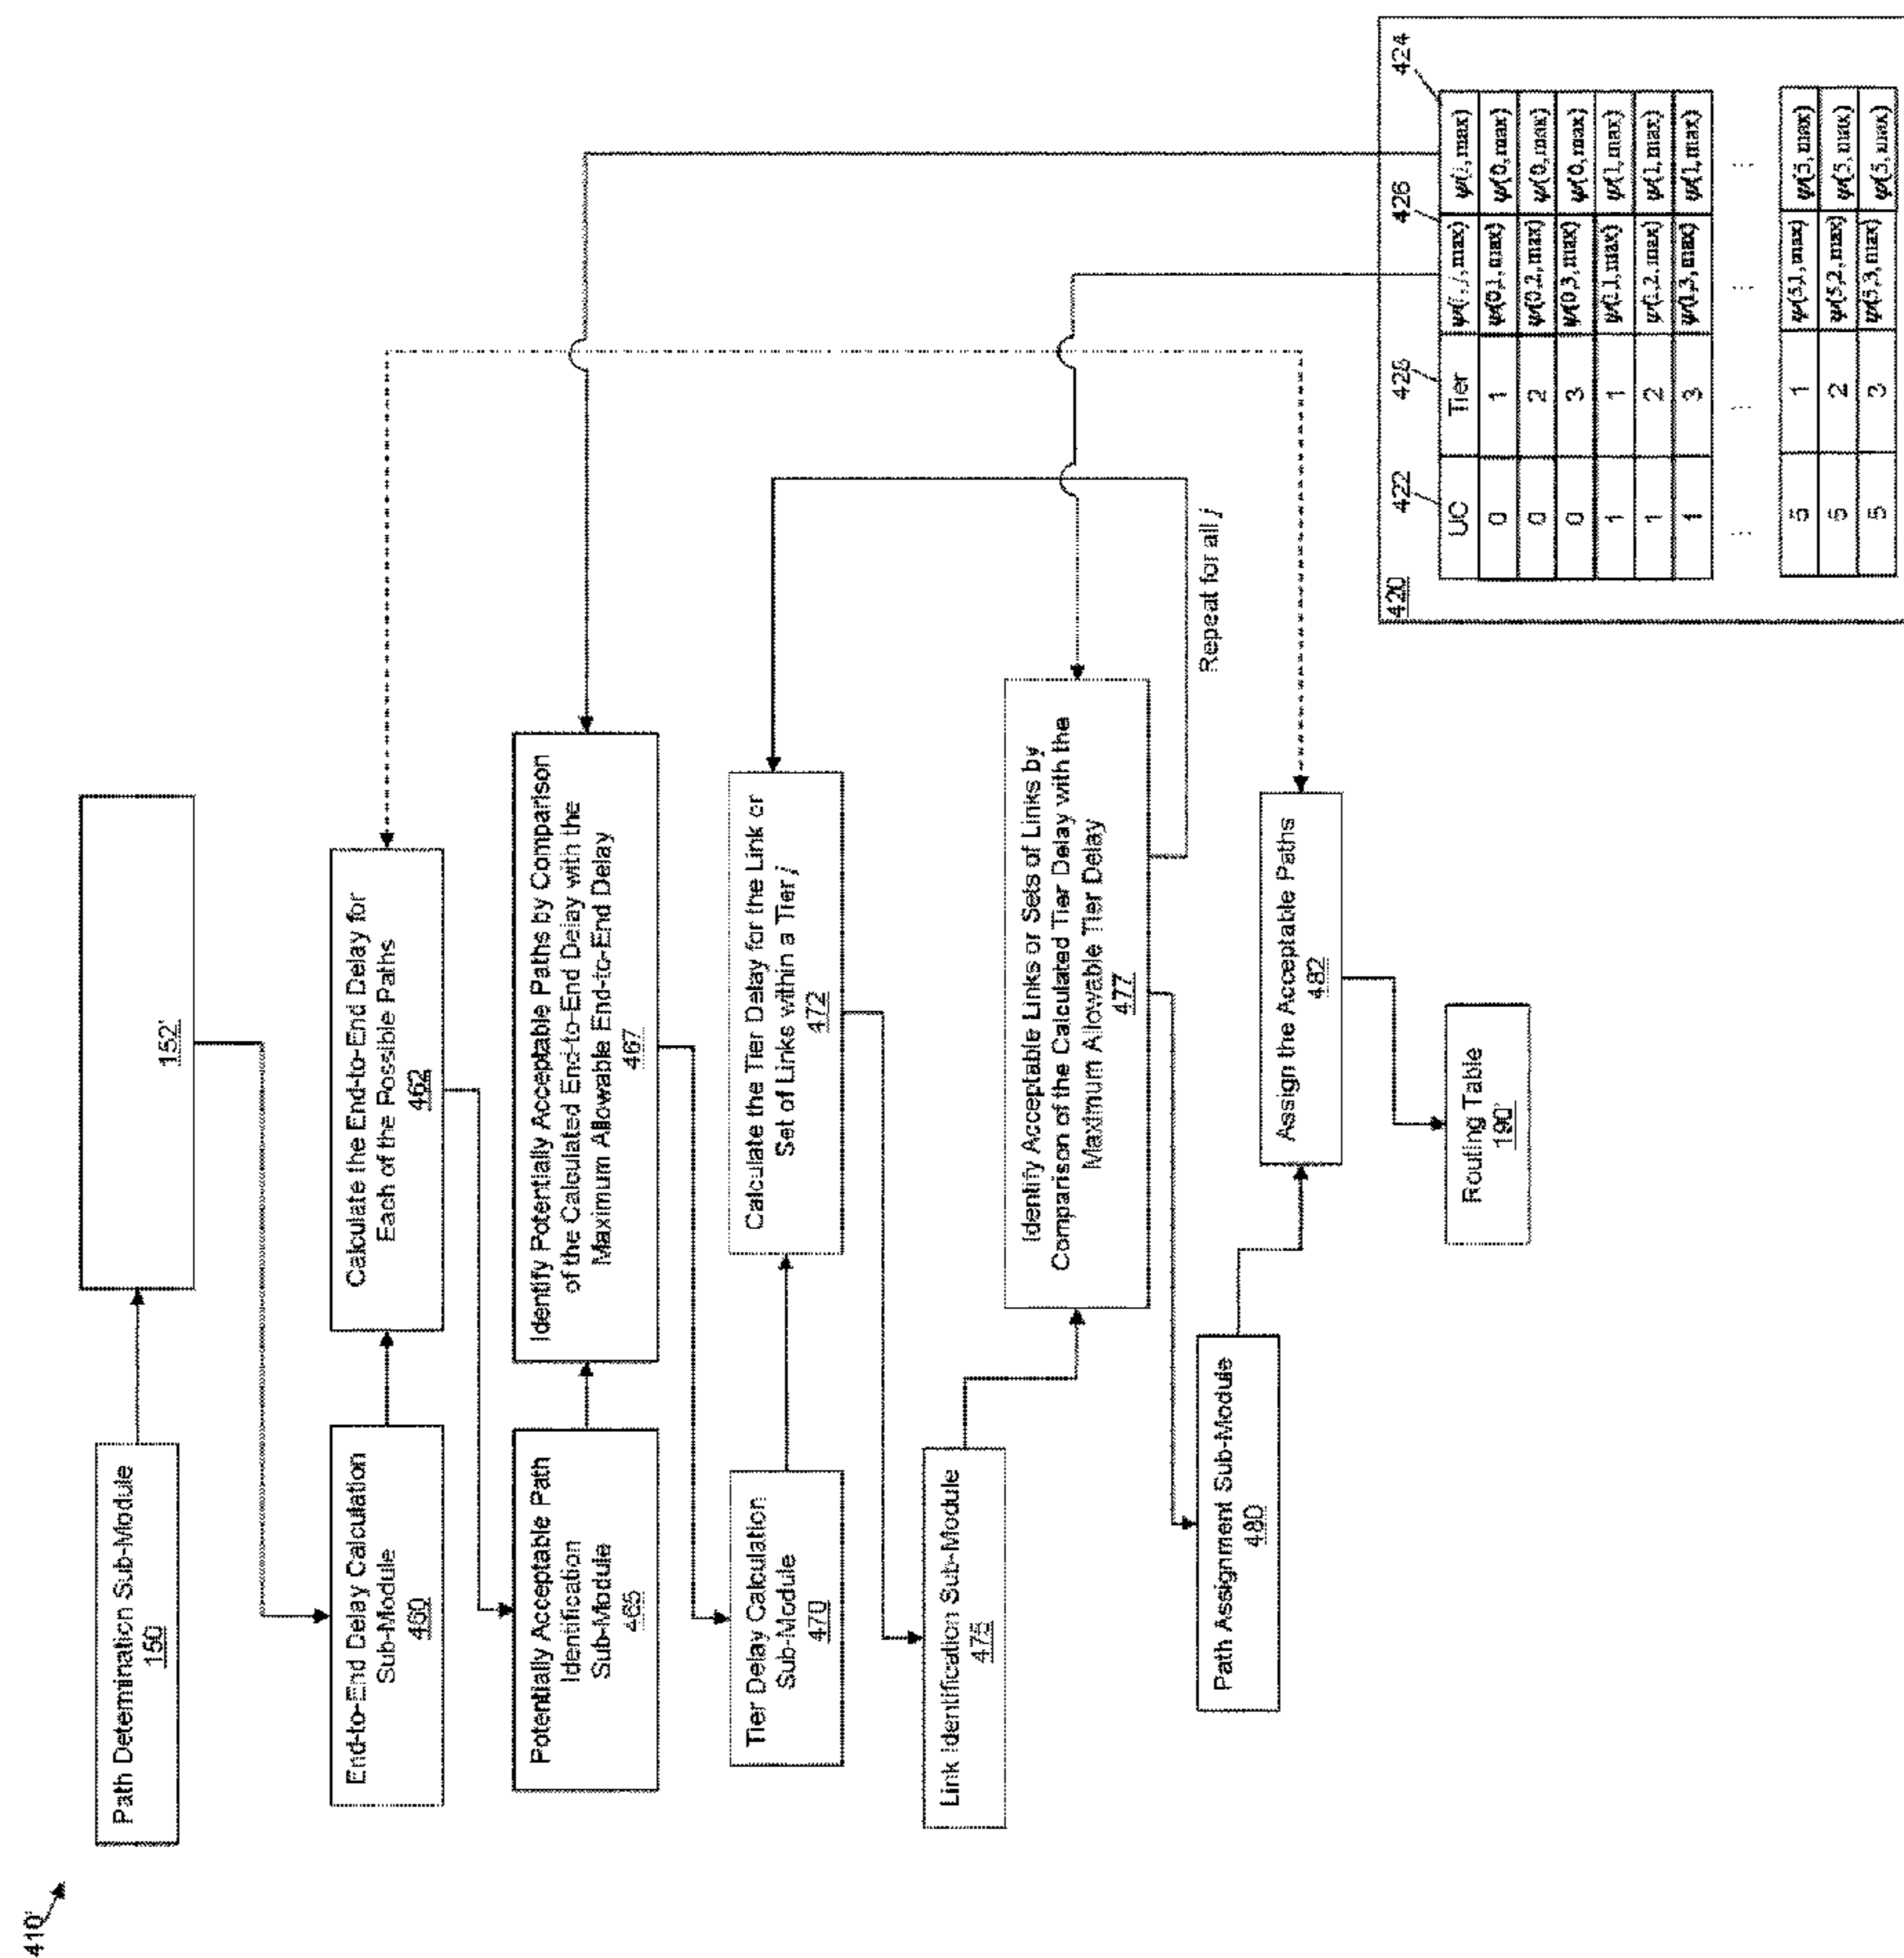 410'
Path Determination Sub-Module
150
152'
End-to-End Delay Calculation
Sub-Module
460
Calculate the End-to-End Delay for
Each of the Possible Paths
462
Potentially Acceptable Path
Identification
Sub-Module
465
Identify Potentially Acceptable Paths by Comparison
of the Calculated End-to-End Delay with the
Maximum Allowable End-to-End Delay
467
Tier Delay Calculation
Sub-Module
470
Calculate the Tier Delay for the Link or
Set of Links within a Tier j
472
Link Identification Sub-Module
475
Identify Acceptable Links or Sets of Links by
Comparison of the Calculated Tier Delay with the
Maximum Allowable Tier Delay
477
Repeat for all j
Path Assignment Sub-Module
480
Assign the Acceptable Paths
482
Routing Table
190'
420
422 428 426 424
UC Tier ψ(i,j,max) ψ(i,max)
0 1 ψ(0,1,max) ψ(0,max)
0 2 ψ(0,2,max) ψ(0,max)
0 3 ψ(0,3,max) ψ(0,max)
1 1 ψ(1,1,max) ψ(1,max)
1 2 ψ(1,2,max) ψ(1,max)
1 3 ψ(1,3,max) ψ(1,max)
5 1 ψ(5,1,max) ψ(5,max)
5 2 ψ(5,2,max) ψ(5,max)
5 3 ψ(5,3,max) ψ(5,max)